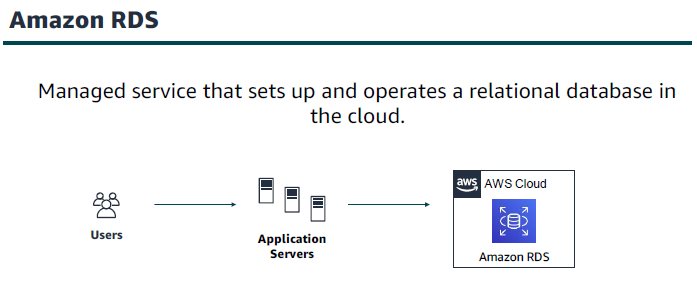 Amazon RDS
Managed service that sets up and operates a relational database in
the cloud.
Users
Application
Servers
aws
AWS Cloud
Amazon RDS